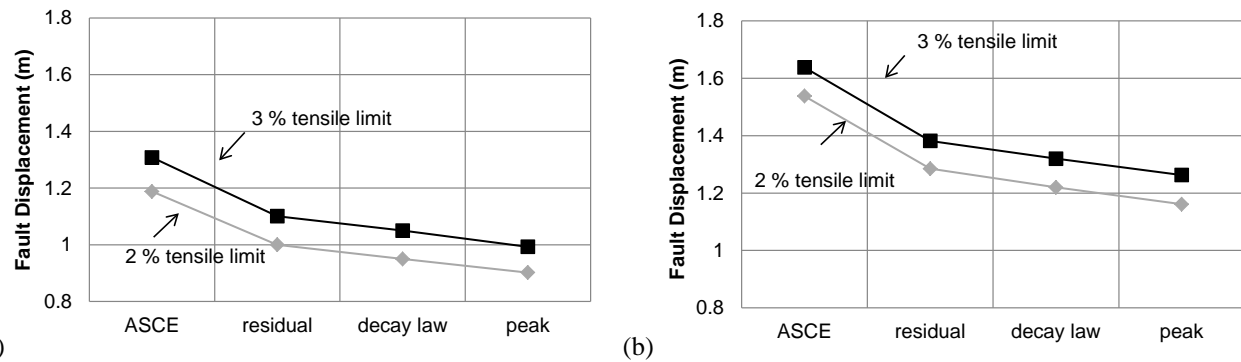 1.8
1.6
1.4
1.2
1
0.8
Fault Displacement (m)
3 % tensile limit
2 % tensile limit
ASCE residual decay law peak
)
1.8
1.6
1.4
1.2
1
0.8
Fault Displacement (m)
3 % tensile limit
2 % tensile limit
ASCE residual decay law peak
(b)